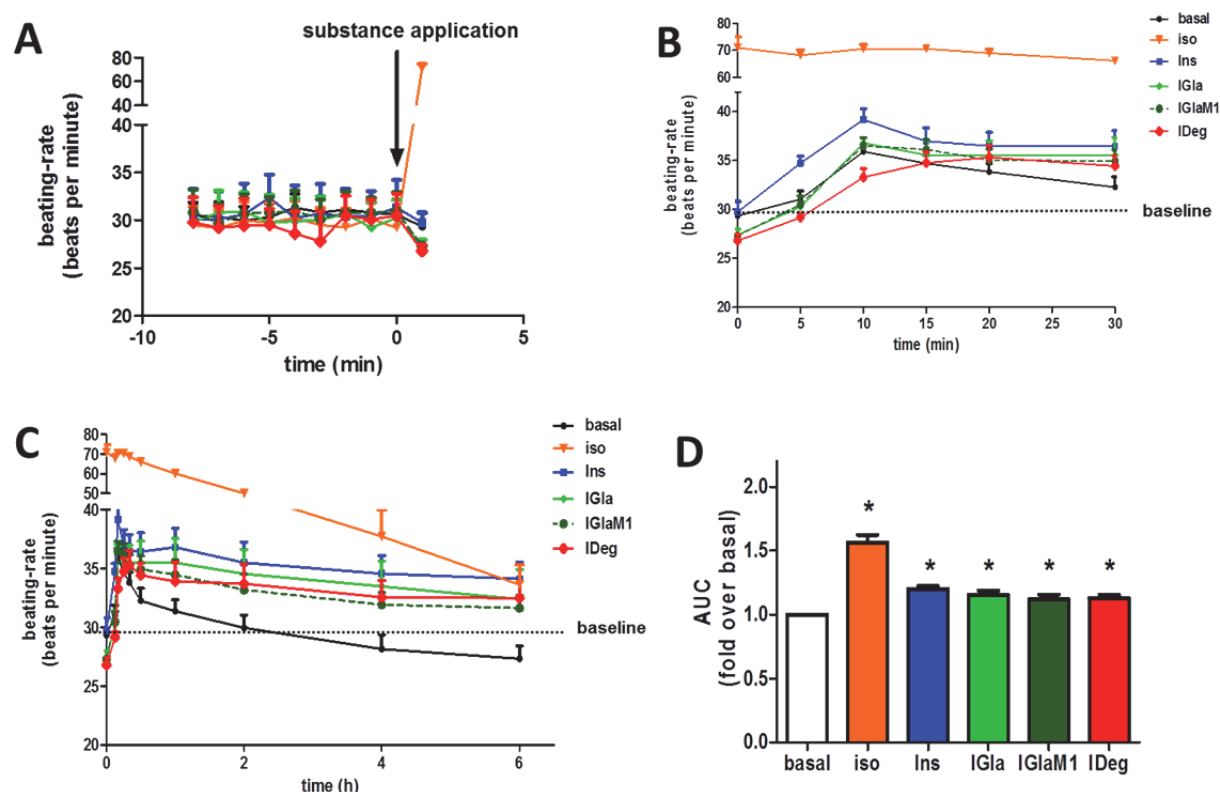 A
substance application
beating-rate
(beats per minute)
80
60
40
40
35
30
25
20
-10
-5
0
5
time (min)
B
beating-rate
(beats per minute)
80
70
60
40
35
30
25
20
0
5
10
15
20
25
30
time (min)
basal
iso
Ins
IGla
IGlaM1
IDeg
baseline
C
beating-rate
(beats per minute)
80
70
60
50
40
35
30
25
20
0
2
4
6
time (h)
basal
iso
Ins
IGla
IGlaM1
IDeg
baseline
D
AUC
(fold over basal)
2.0
1.5
1.0
0.5
0.0
*
*
*
*
*
basal
iso
Ins
IGla
IGlaM1
IDeg